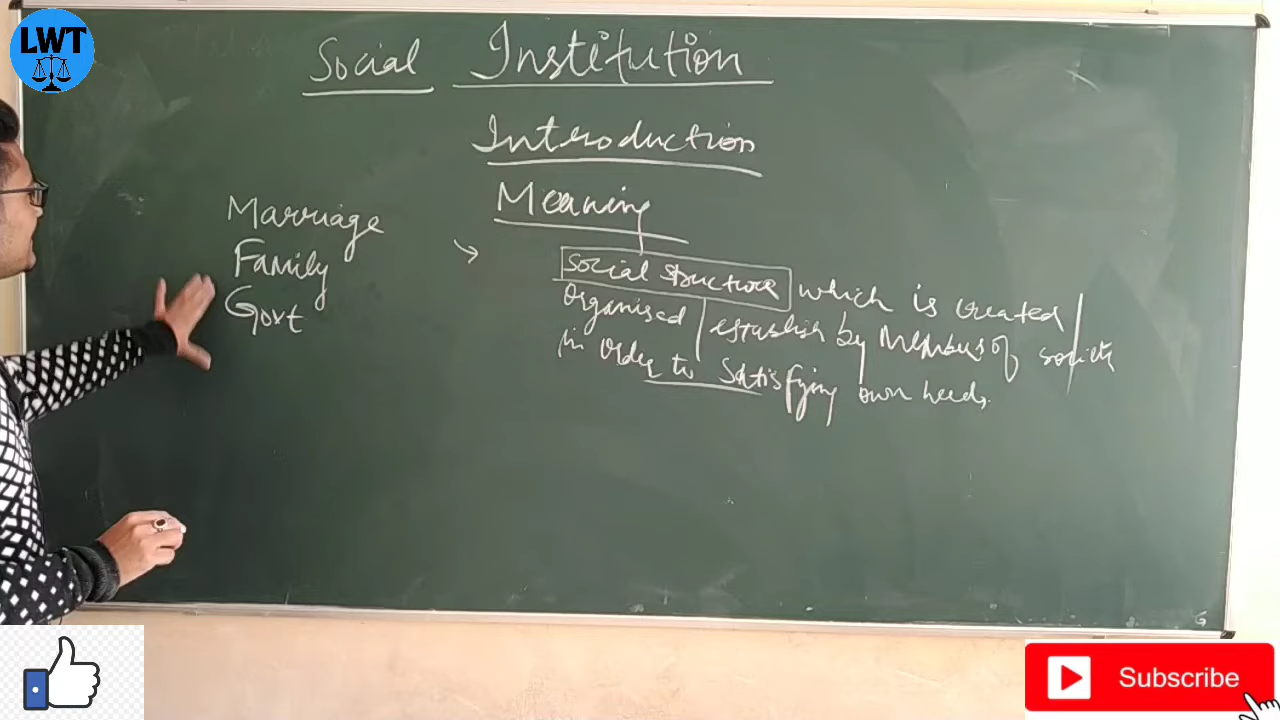 LWT
Social Institution
Introduction
Meaning
Marriage
Family
Govt
Social structure which is created
Organised establish by Members of society
in order to Satisfying own needs.
Subscribe